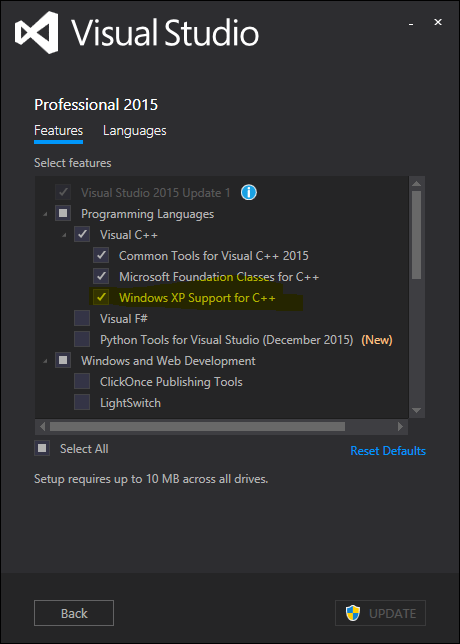 Visual Studio
Professional 2015
Features Languages
Select features
Visual Studio 2015 Update 1
Programming Languages
Visual C++
Common Tools for Visual C++ 2015
Microsoft Foundation Classes for C++
Windows XP Support for C++
Visual F#
Python Tools for Visual Studio (December 2015) (New)
Windows and Web Development
ClickOnce Publishing Tools
LightSwitch
Select All Reset Defaults
Setup requires up to 10 MB across all drives.
Back UPDATE